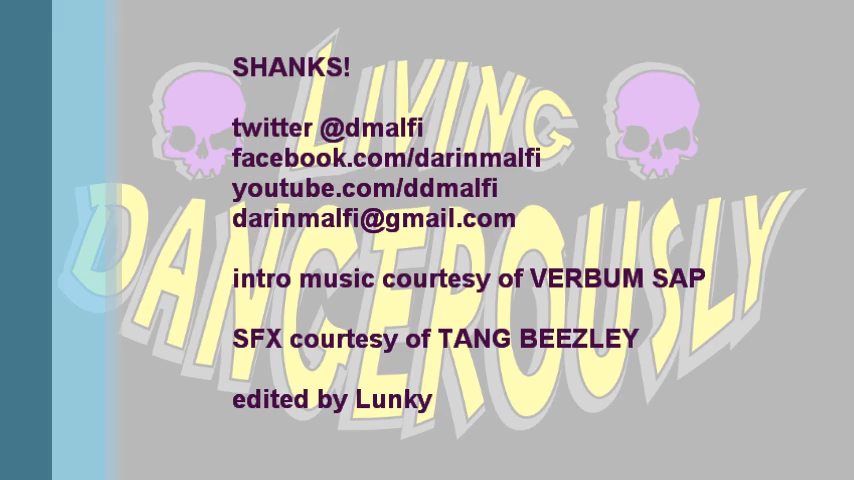 SHANKS!
twitter @dmalfi
facebook.com/darinmalfi
youtube.com/ddmalfi
darinmalfi@gmail.com
intro music courtesy of VERBUM SAP
SFX courtesy of TANG BEEZLEY
edited by Lunky
LIVING
DANGEROUSLY